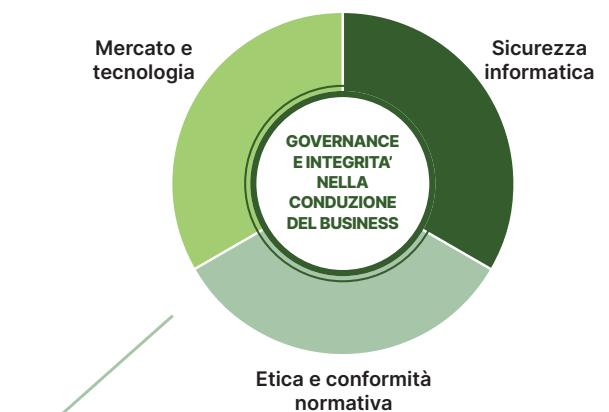 Mercato e
tecnologia
Sicurezza
informatica
GOVERNANCE
E INTEGRITA’
NELLA
CONDUZIONE
DEL BUSINESS
Etica e conformità
normativa